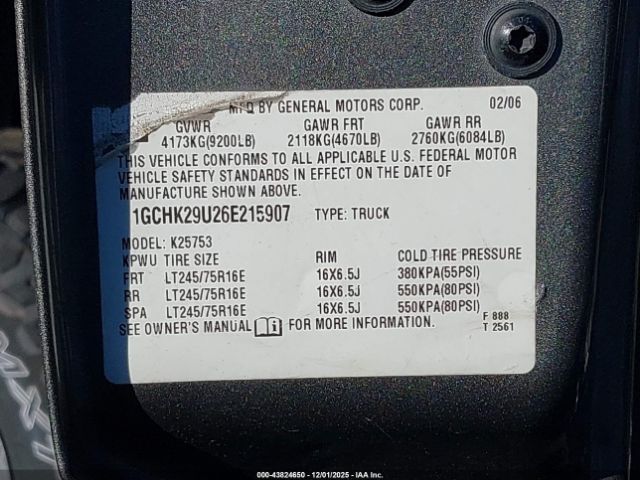 MFD BY GENERAL MOTORS CORP. 02/06
GVWR GAWR FRT GAWR RR
4173KG(9200LB) 2118KG(4670LB) 2760KG(6084LB)
THIS VEHICLE CONFORMS TO ALL APPLICABLE U.S. FEDERAL MOTOR
VEHICLE SAFETY STANDARDS IN EFFECT ON THE DATE OF
MANUFACTURE SHOWN ABOVE.
1GCHK29U26E215907 TYPE: TRUCK
MODEL: K25753
KPWU TIRE SIZE RIM COLD TIRE PRESSURE
FRT LT245/75R16E 16X6.5J 380KPA(55PSI)
RR LT245/75R16E 16X6.5J 550KPA(80PSI)
SPA LT245/75R16E 16X6.5J 550KPA(80PSI)
SEE OWNER'S MANUAL FOR MORE INFORMATION.
F 888
T 2561
000-43824650 - 12/01/2025 - IAA Inc.